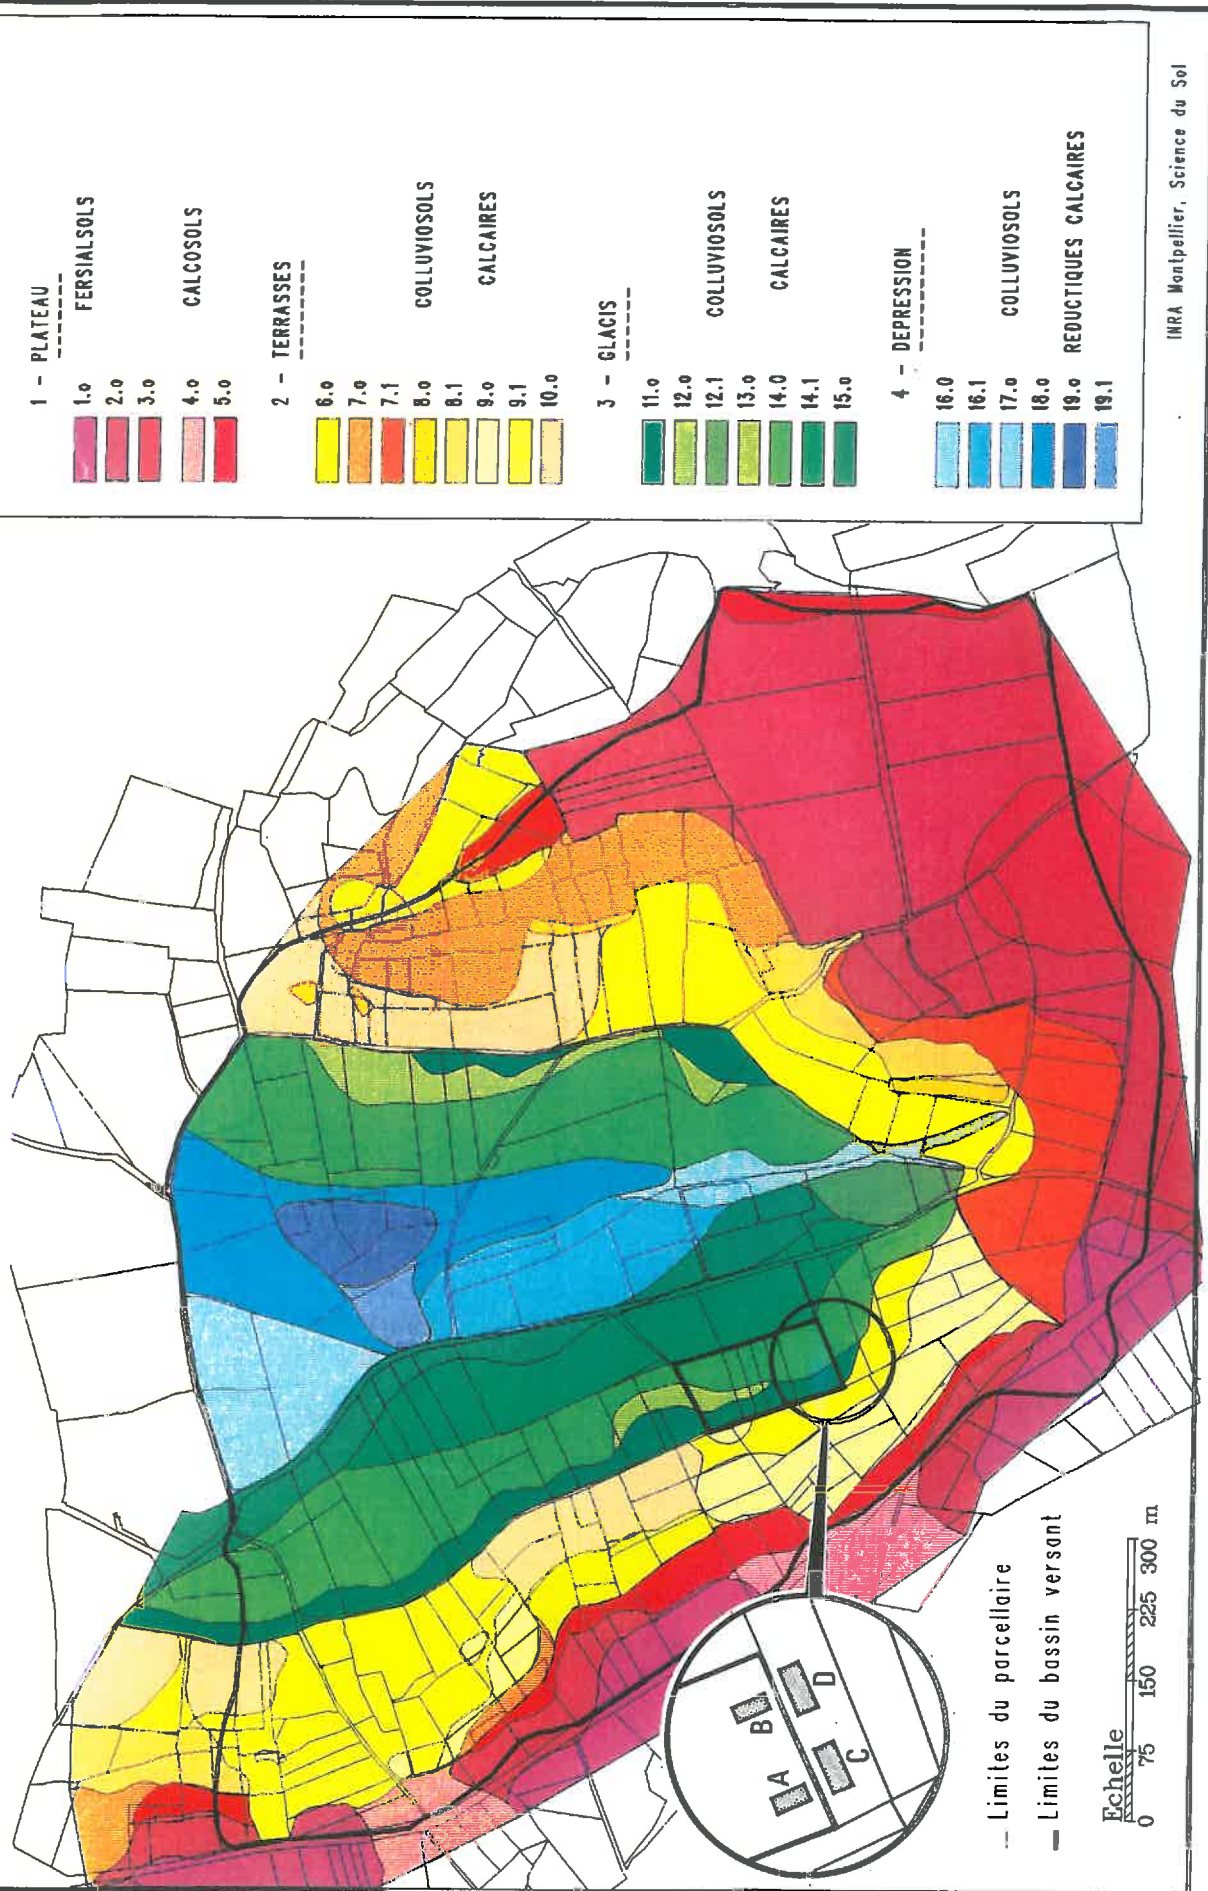 1 - PLATEAU
FERSIALSOLS
1.0
2.0
3.0
CALCOSOLS
4.0
5.0
2 - TERRASSES
6.0
7.0
7.1
COLLUVIOSOLS
8.0
8.1
CALCAIRES
9.0
9.1
10.0
3 - GLACIS
11.0
12.0
COLLUVIOSOLS
12.1
13.0
CALCAIRES
14.0
14.1
15.0
4 - DEPRESSION
16.0
16.1
COLLUVIOSOLS
17.0
18.0
REDUCTIQUES CALCAIRES
19.0
19.1
INRA Montpellier, Science du Sol
A
B
C
D
Limites du parcellaire
Limites du bassin versant
Echelle
0 75 150 225 300 m